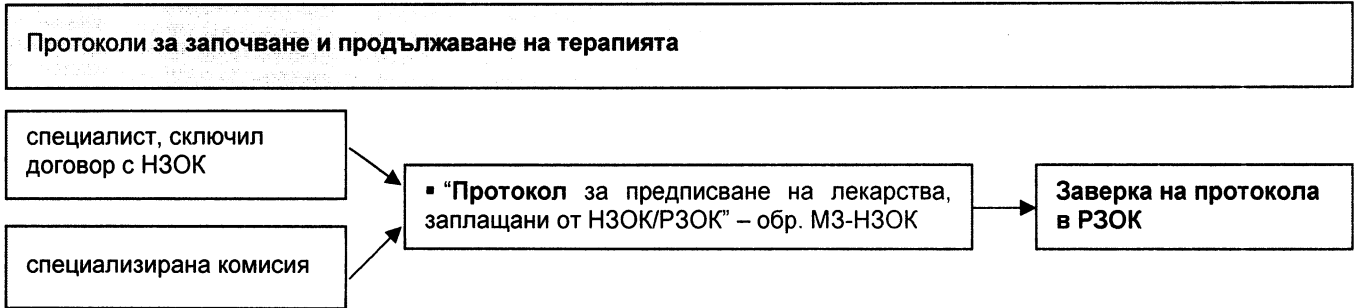 Протоколи за започване и продължаване на терапията
специалист, сключил
договор с НЗОК
▪ “Протокол за предписване на лекарства,
заплащани от НЗОК/РЗОК” – обр. МЗ-НЗОК
Заверка на протокола
в РЗОК
специализирана комисия